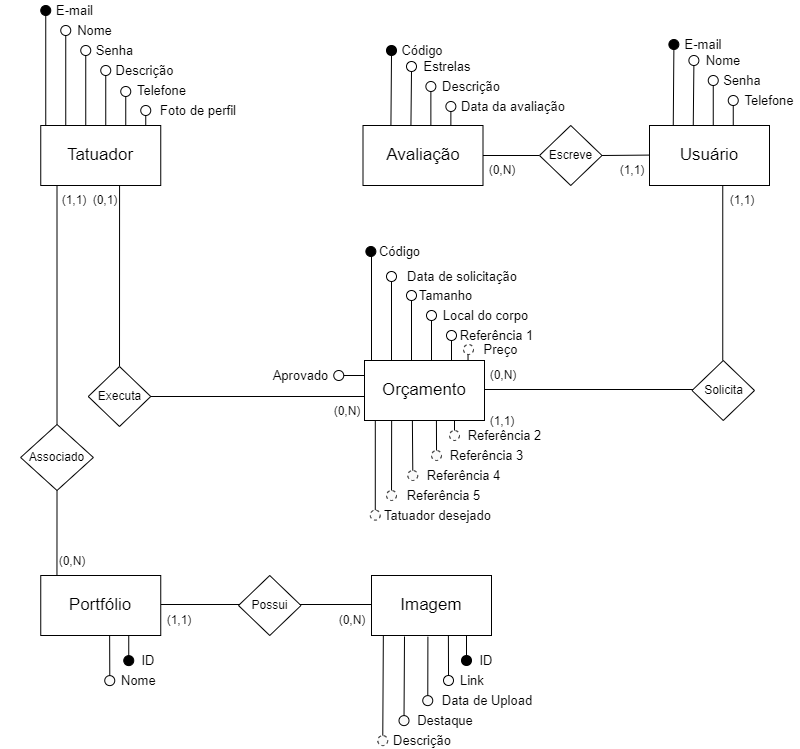 E-mail
Nome
Senha
Descrição
Telefone
Foto de perfil
Tatuador
(1,1) (0,1)
Código
Estrelas
Descrição
Data da avaliação
Avaliação
(0,N)
Escreve
(1,1)
E-mail
Nome
Senha
Telefone
Usuário
(1,1)
Código
Data de solicitação
Tamanho
Local do corpo
Referência 1
Preço
Aprovado
Orçamento
(0,N)
Solicita
Executa
(0,N)
(1,1)
Referência 2
Referência 3
Referência 4
Referência 5
Tatuador desejado
Associado
(0,N)
Portfólio
(1,1)
Possui
(0,N)
Imagem
ID
Nome
ID
Link
Data de Upload
Destaque
Descrição